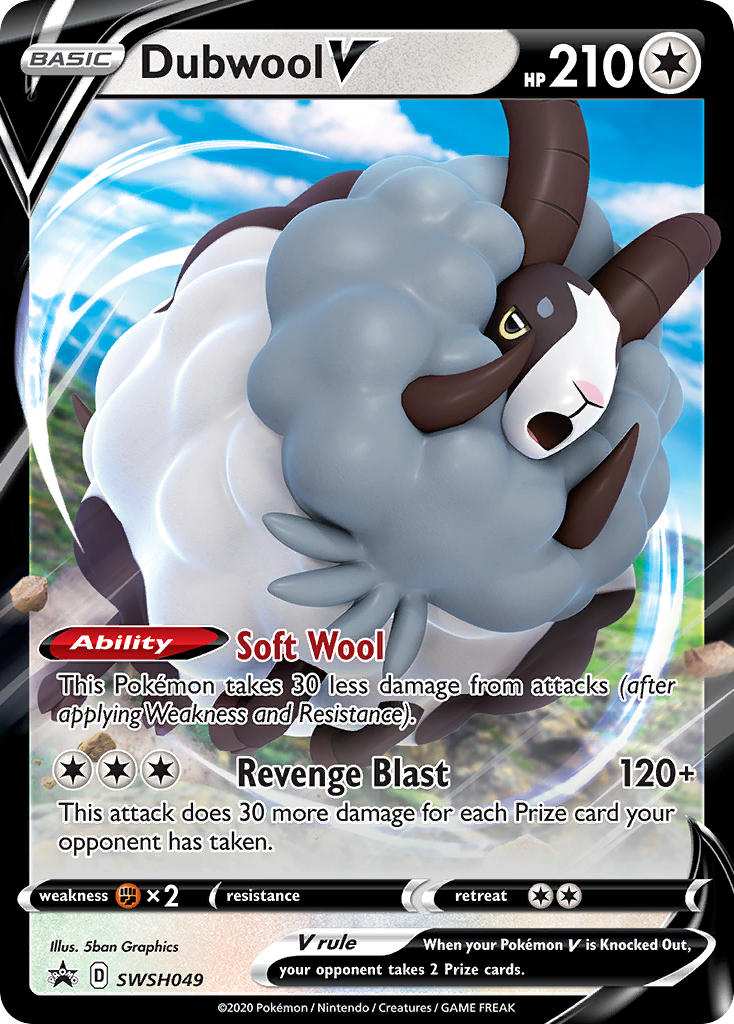 BASIC
Dubwool V
HP 210
Ability Soft Wool
This Pokémon takes 30 less damage from attacks (after
applying Weakness and Resistance).
Revenge Blast 120+
This attack does 30 more damage for each Prize card your
opponent has taken.
weakness ×2 resistance retreat
Illus. 5ban Graphics
V rule When your Pokémon V is Knocked Out,
your opponent takes 2 Prize cards.
PROMO D SWSH049
©2020 Pokémon / Nintendo / Creatures / GAME FREAK